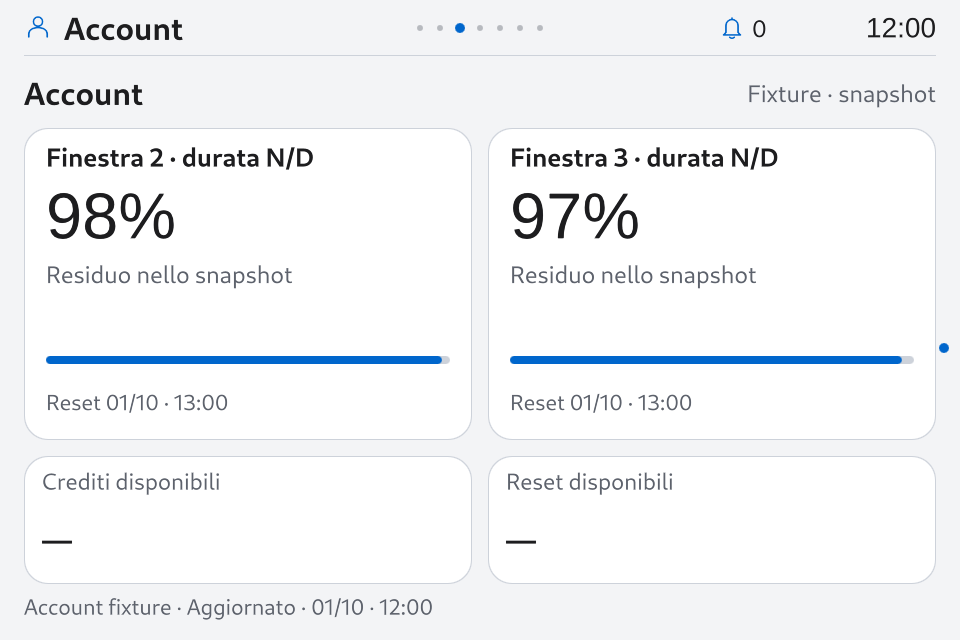 Account
0
12:00
Account
Fixture · snapshot
Finestra 2 · durata N/D
98%
Residuo nello snapshot
Reset 01/10 · 13:00
Finestra 3 · durata N/D
97%
Residuo nello snapshot
Reset 01/10 · 13:00
Crediti disponibili
—
Reset disponibili
—
Account fixture · Aggiornato · 01/10 · 12:00